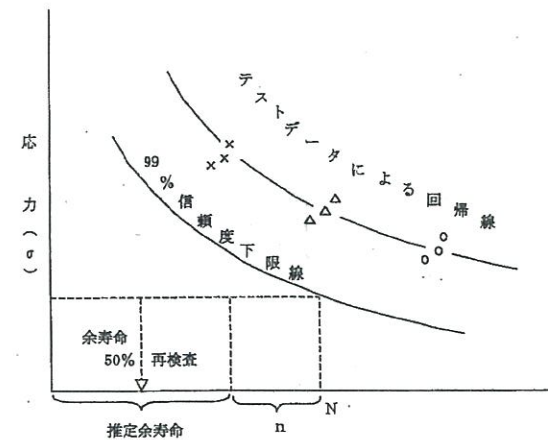 応力(σ)
テストデータによる回帰線
99%信頼度下限線
余寿命
50%
再検査
N
推定余寿命
n